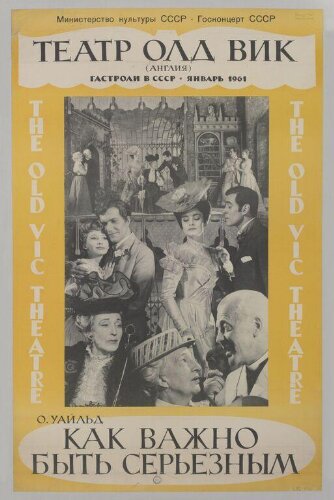 Министерство культуры СССР · Госконцерт СССР
ТЕАТР ОЛД ВИК
(АНГЛИЯ)
ГАСТРОЛИ В СССР · ЯНВАРЬ 1961
THE OLD VIC THEATRE
THE OLD VIC THEATRE
О. УАЙЛЬД
КАК ВАЖНО
БЫТЬ СЕРЬЕЗНЫМ